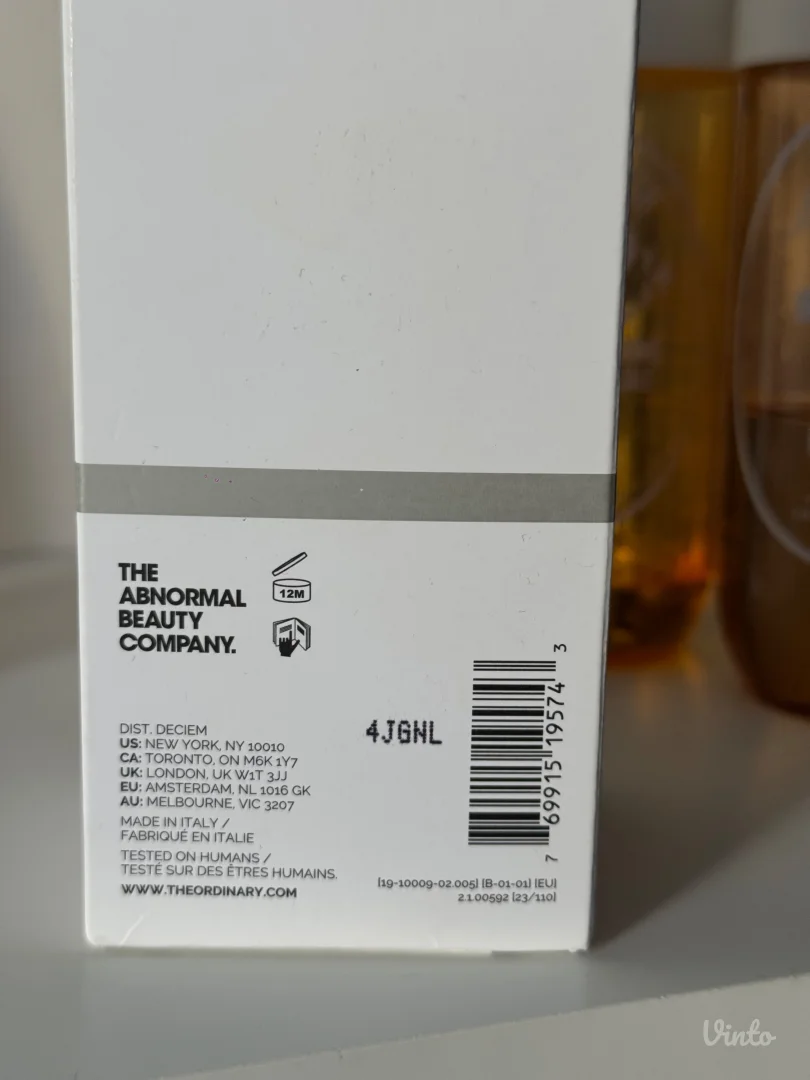 THE
ABNORMAL
BEAUTY
COMPANY.
12M
DIST. DECIEM
US: NEW YORK, NY 10010
CA: TORONTO, ON M6K 1Y7
UK: LONDON, UK W1T 3JJ
EU: AMSTERDAM, NL 1016 GK
AU: MELBOURNE, VIC 3207
MADE IN ITALY /
FABRIQUÉ EN ITALIE
TESTED ON HUMANS /
TESTÉ SUR DES ÊTRES HUMAINS.
WWW.THEORDINARY.COM
4JGNL
7 69915 19574 3
[19-10009-02.005] [B-01-01] [EU]
2.1.00592 [23/110]
Vinto